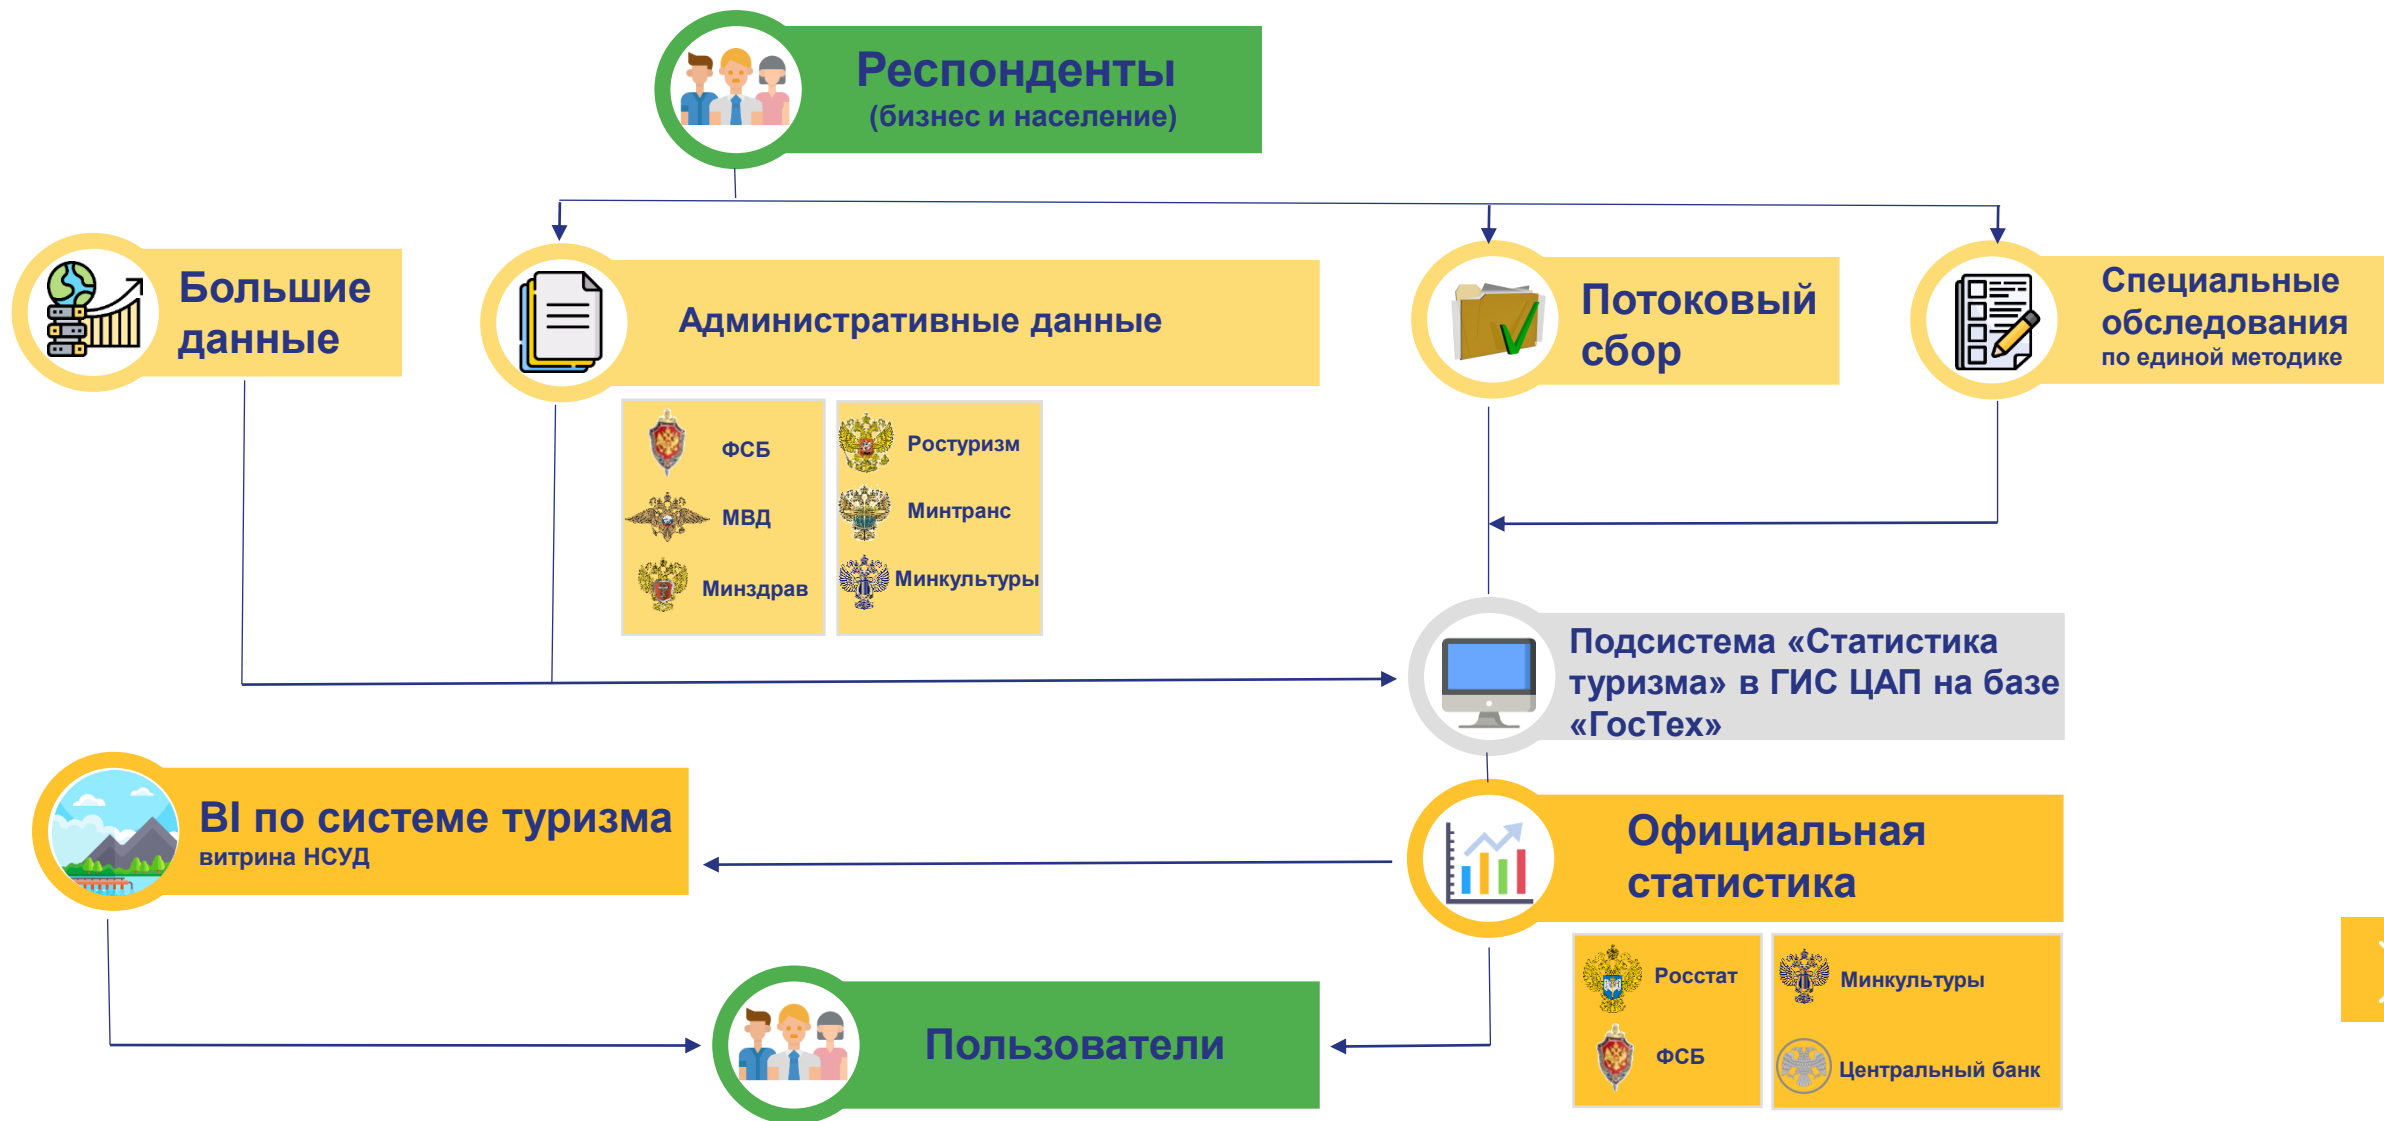 Респонденты
(бизнес и население)
Большие
данные
Административные данные
Потоковый
сбор
Специальные
обследования
по единой методике
ФСБ
МВД
Минздрав
Ростуризм
Минтранс
Минкультуры
Подсистема «Статистика
туризма» в ГИС ЦАП на базе
«ГосТех»
BI по системе туризма
витрина НСУД
Официальная
статистика
Росстат
ФСБ
Минкультуры
Центральный банк
Пользователи